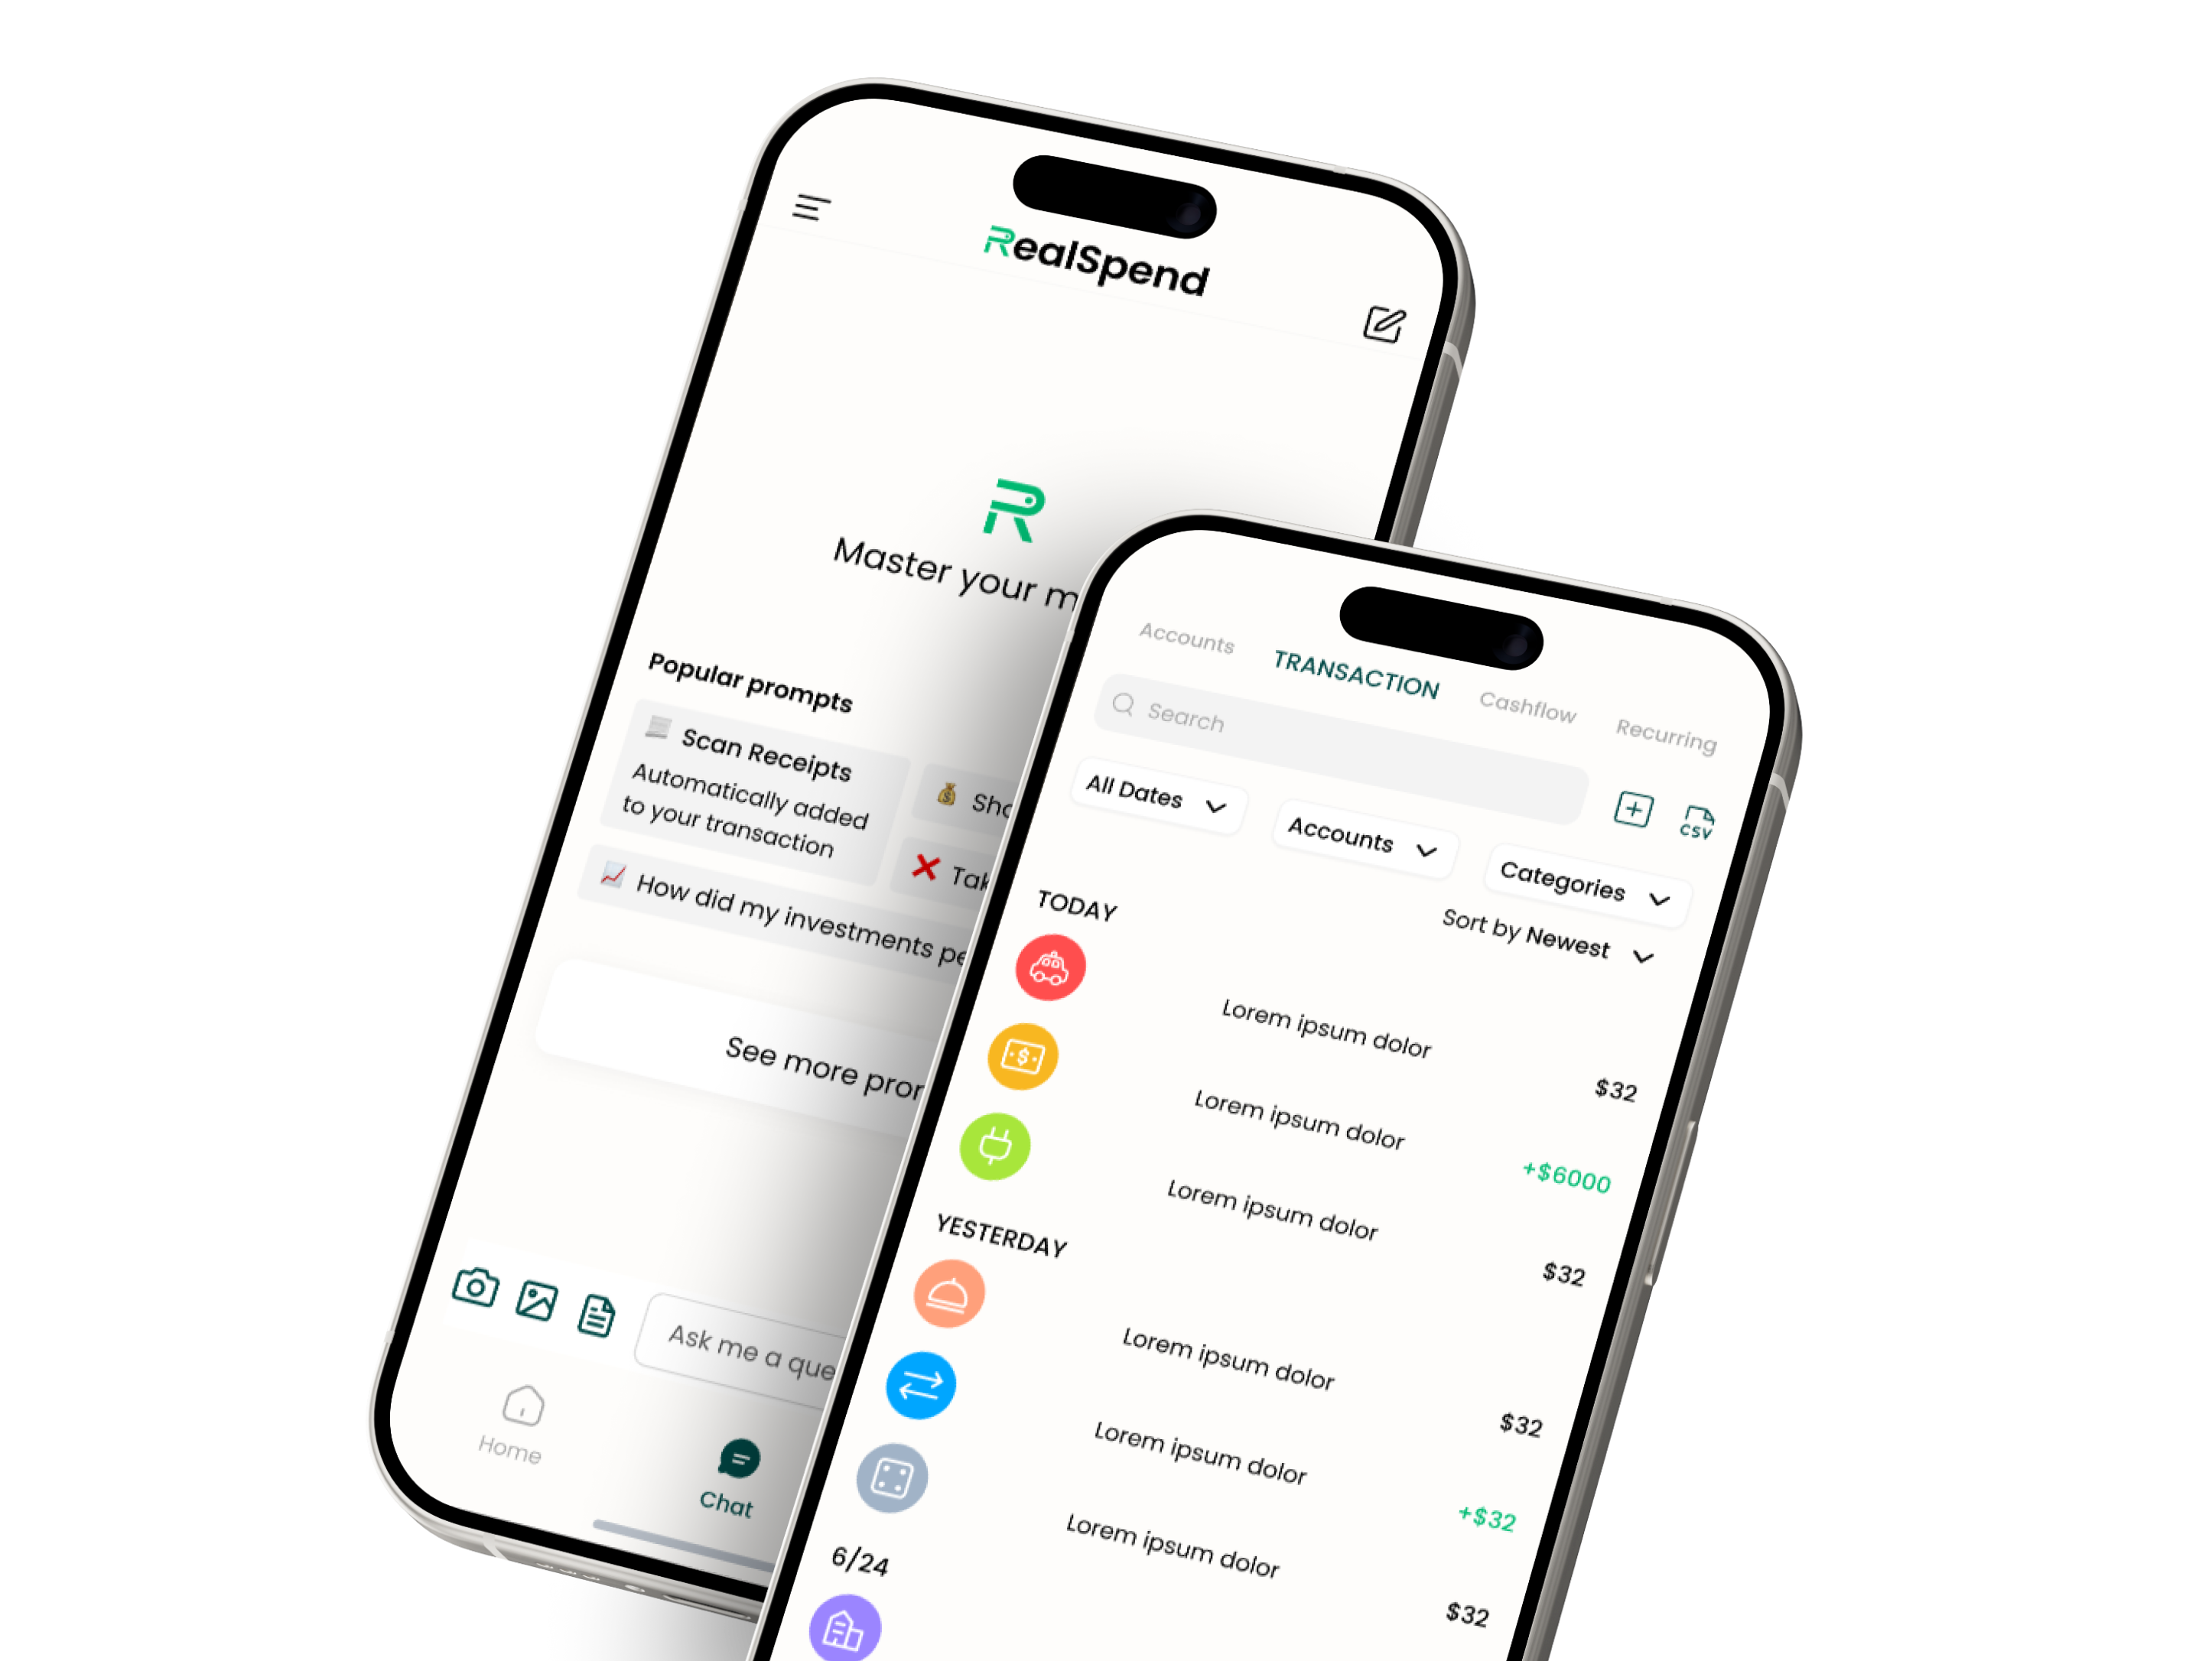 RealSpend
Master your m
Popular prompts
Scan Receipts
Automatically added
to your transaction
Sho
Tak
How did my investments pe
See more pror
Ask me a que
Home
Chat
Accounts
TRANSACTION
Cashflow
Recurring
Search
CSV
All Dates
Accounts
Categories
Sort by Newest
TODAY
Lorem ipsum dolor
$32
Lorem ipsum dolor
+$6000
Lorem ipsum dolor
$32
YESTERDAY
Lorem ipsum dolor
$32
Lorem ipsum dolor
+$32
Lorem ipsum dolor
$32
6/24